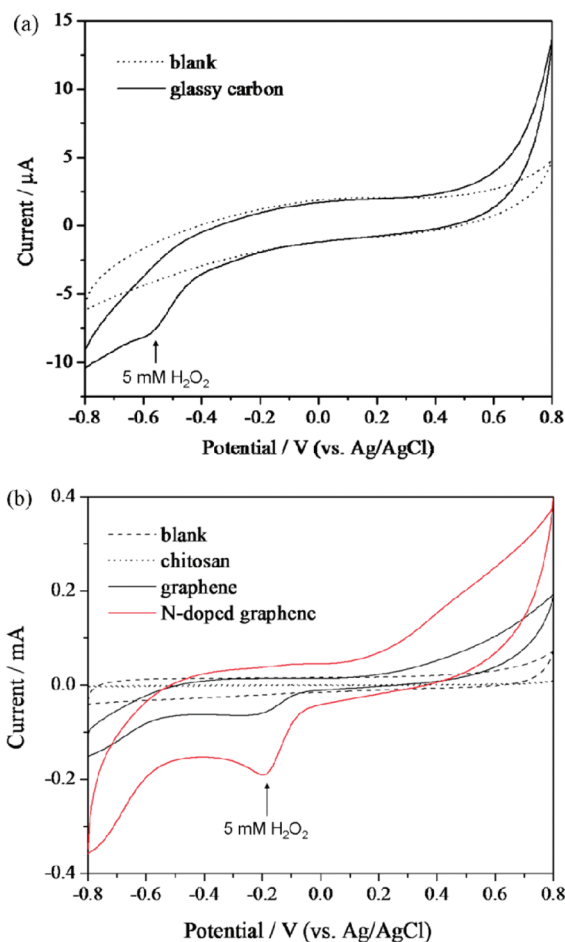 (a)
15
10
5
0
-5
-10
Current / μA
blank
glassy carbon
5 mM H₂O₂
-0.8 -0.6 -0.4 -0.2 0.0 0.2 0.4 0.6 0.8
Potential / V (vs. Ag/AgCl)
(b)
0.4
0.2
0.0
-0.2
-0.4
Current / mA
blank
chitosan
graphene
N-doped graphene
5 mM H₂O₂
-0.8 -0.6 -0.4 -0.2 0.0 0.2 0.4 0.6 0.8
Potential / V (vs. Ag/AgCl)